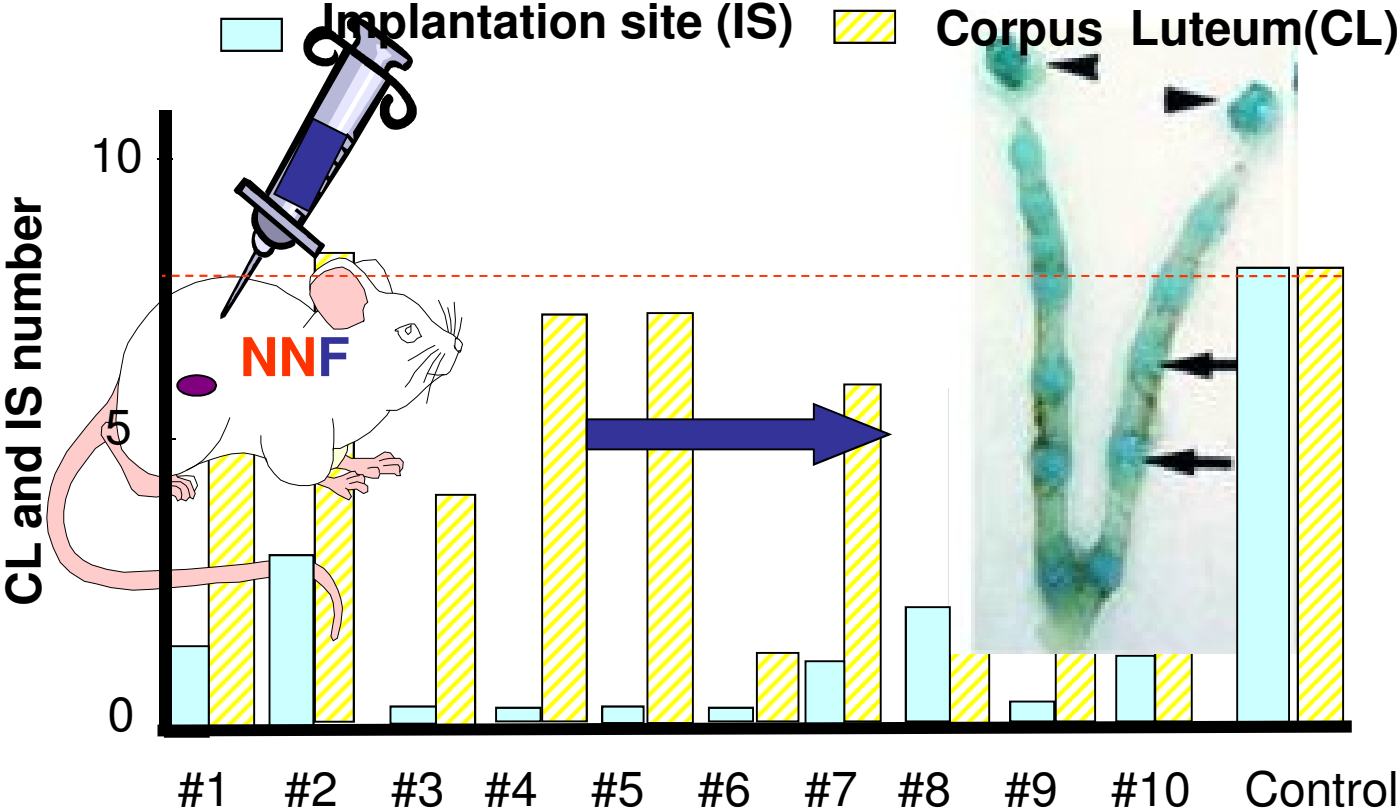 Implantation site (IS)
Corpus Luteum(CL)
CL and IS number
10
5
0
NNF
#1 #2 #3 #4 #5 #6 #7 #8 #9 #10 Control